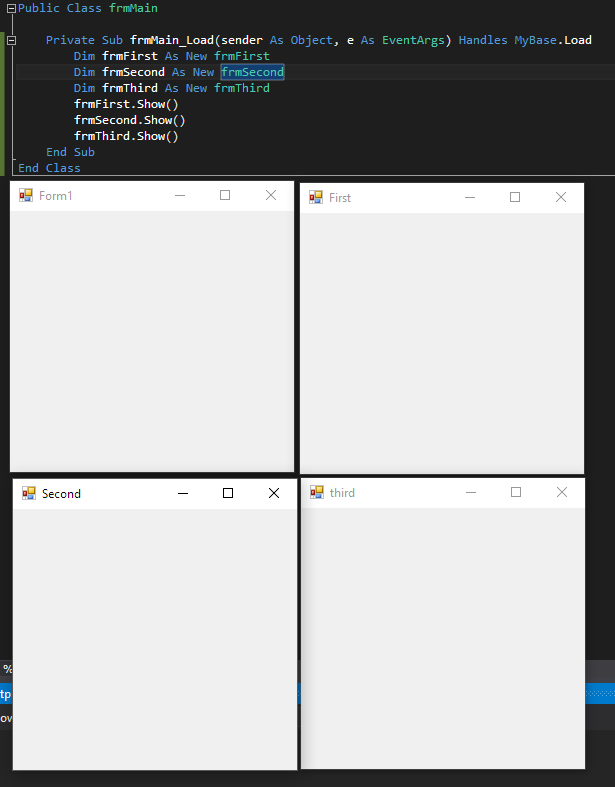 Public Class frmMain
Private Sub frmMain_Load(sender As Object, e As EventArgs) Handles MyBase.Load
Dim frmFirst As New frmFirst
Dim frmSecond As New frmSecond
Dim frmThird As New frmThird
frmFirst.Show()
frmSecond.Show()
frmThird.Show()
End Sub
End Class
Form1
First
Second
third
%
tp
ov